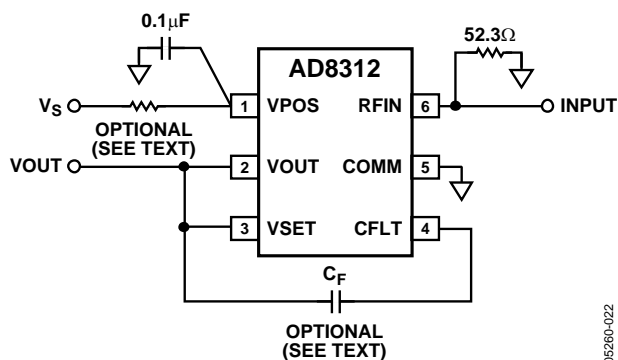 0.1μF
52.3Ω
AD8312
VS
1 VPOS
RFIN 6
INPUT
OPTIONAL
(SEE TEXT)
VOUT
2 VOUT
COMM 5
3 VSET
CFLT 4
CF
OPTIONAL
(SEE TEXT)
05260-022